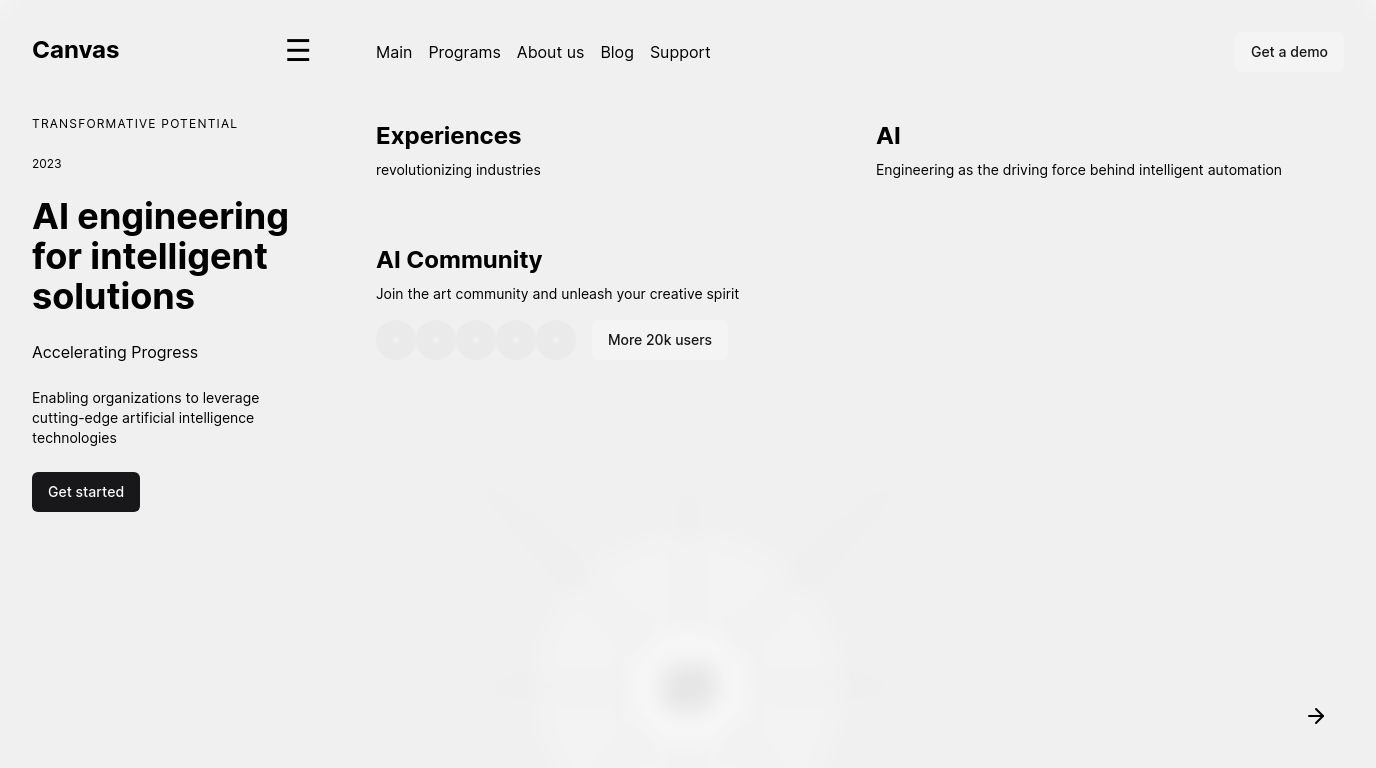 Canvas
Main Programs About us Blog Support
Get a demo
TRANSFORMATIVE POTENTIAL
2023
AI engineering
for intelligent
solutions
Accelerating Progress
Enabling organizations to leverage
cutting-edge artificial intelligence
technologies
Get started
Experiences
revolutionizing industries
AI
Engineering as the driving force behind intelligent automation
AI Community
Join the art community and unleash your creative spirit
More 20k users